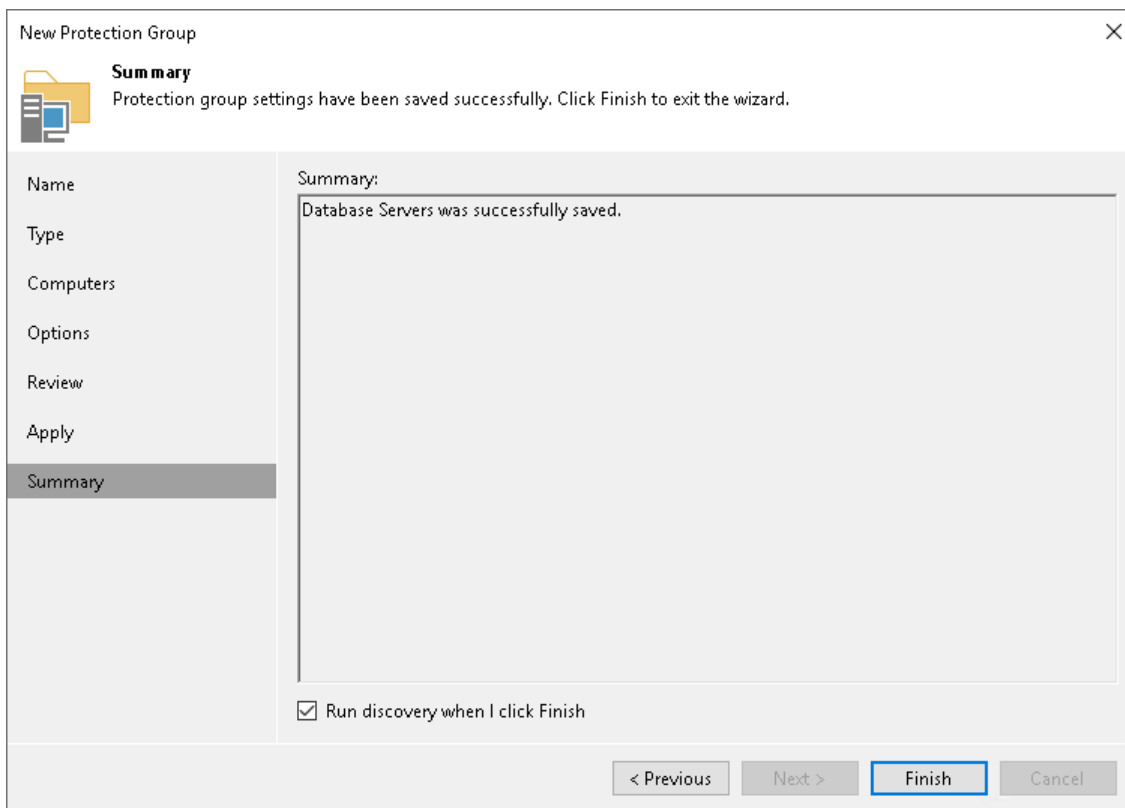 New Protection Group
Summary
Protection group settings have been saved successfully. Click Finish to exit the wizard.
Name
Type
Computers
Options
Review
Apply
Summary
Summary:
Database Servers was successfully saved.
Run discovery when I click Finish
< Previous
Next >
Finish
Cancel